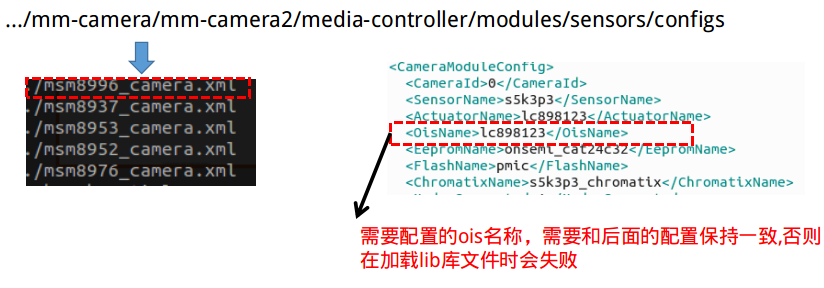 .../mm-camera/mm-camera2/media-controller/modules/sensors/configs
./msm8996_camera.xml
./msm8937_camera.xml
./msm8953_camera.xml
./msm8952_camera.xml
./msm8976_camera.xml
<CameraModuleConfig>
<CameraId>0</CameraId>
<SensorName>s5k3p3</SensorName>
<ActuatorName>lc898123</ActuatorName>
<OisName>lc898123</OisName>
<EepromName>onsemi_cat24c32</EepromName>
<FlashName>pmic</FlashName>
<ChromatixName>s5k3p3_chromatix</ChromatixName>
需要配置的ois名称，需要和后面的配置保持一致,否则
在加载lib库文件时会失败